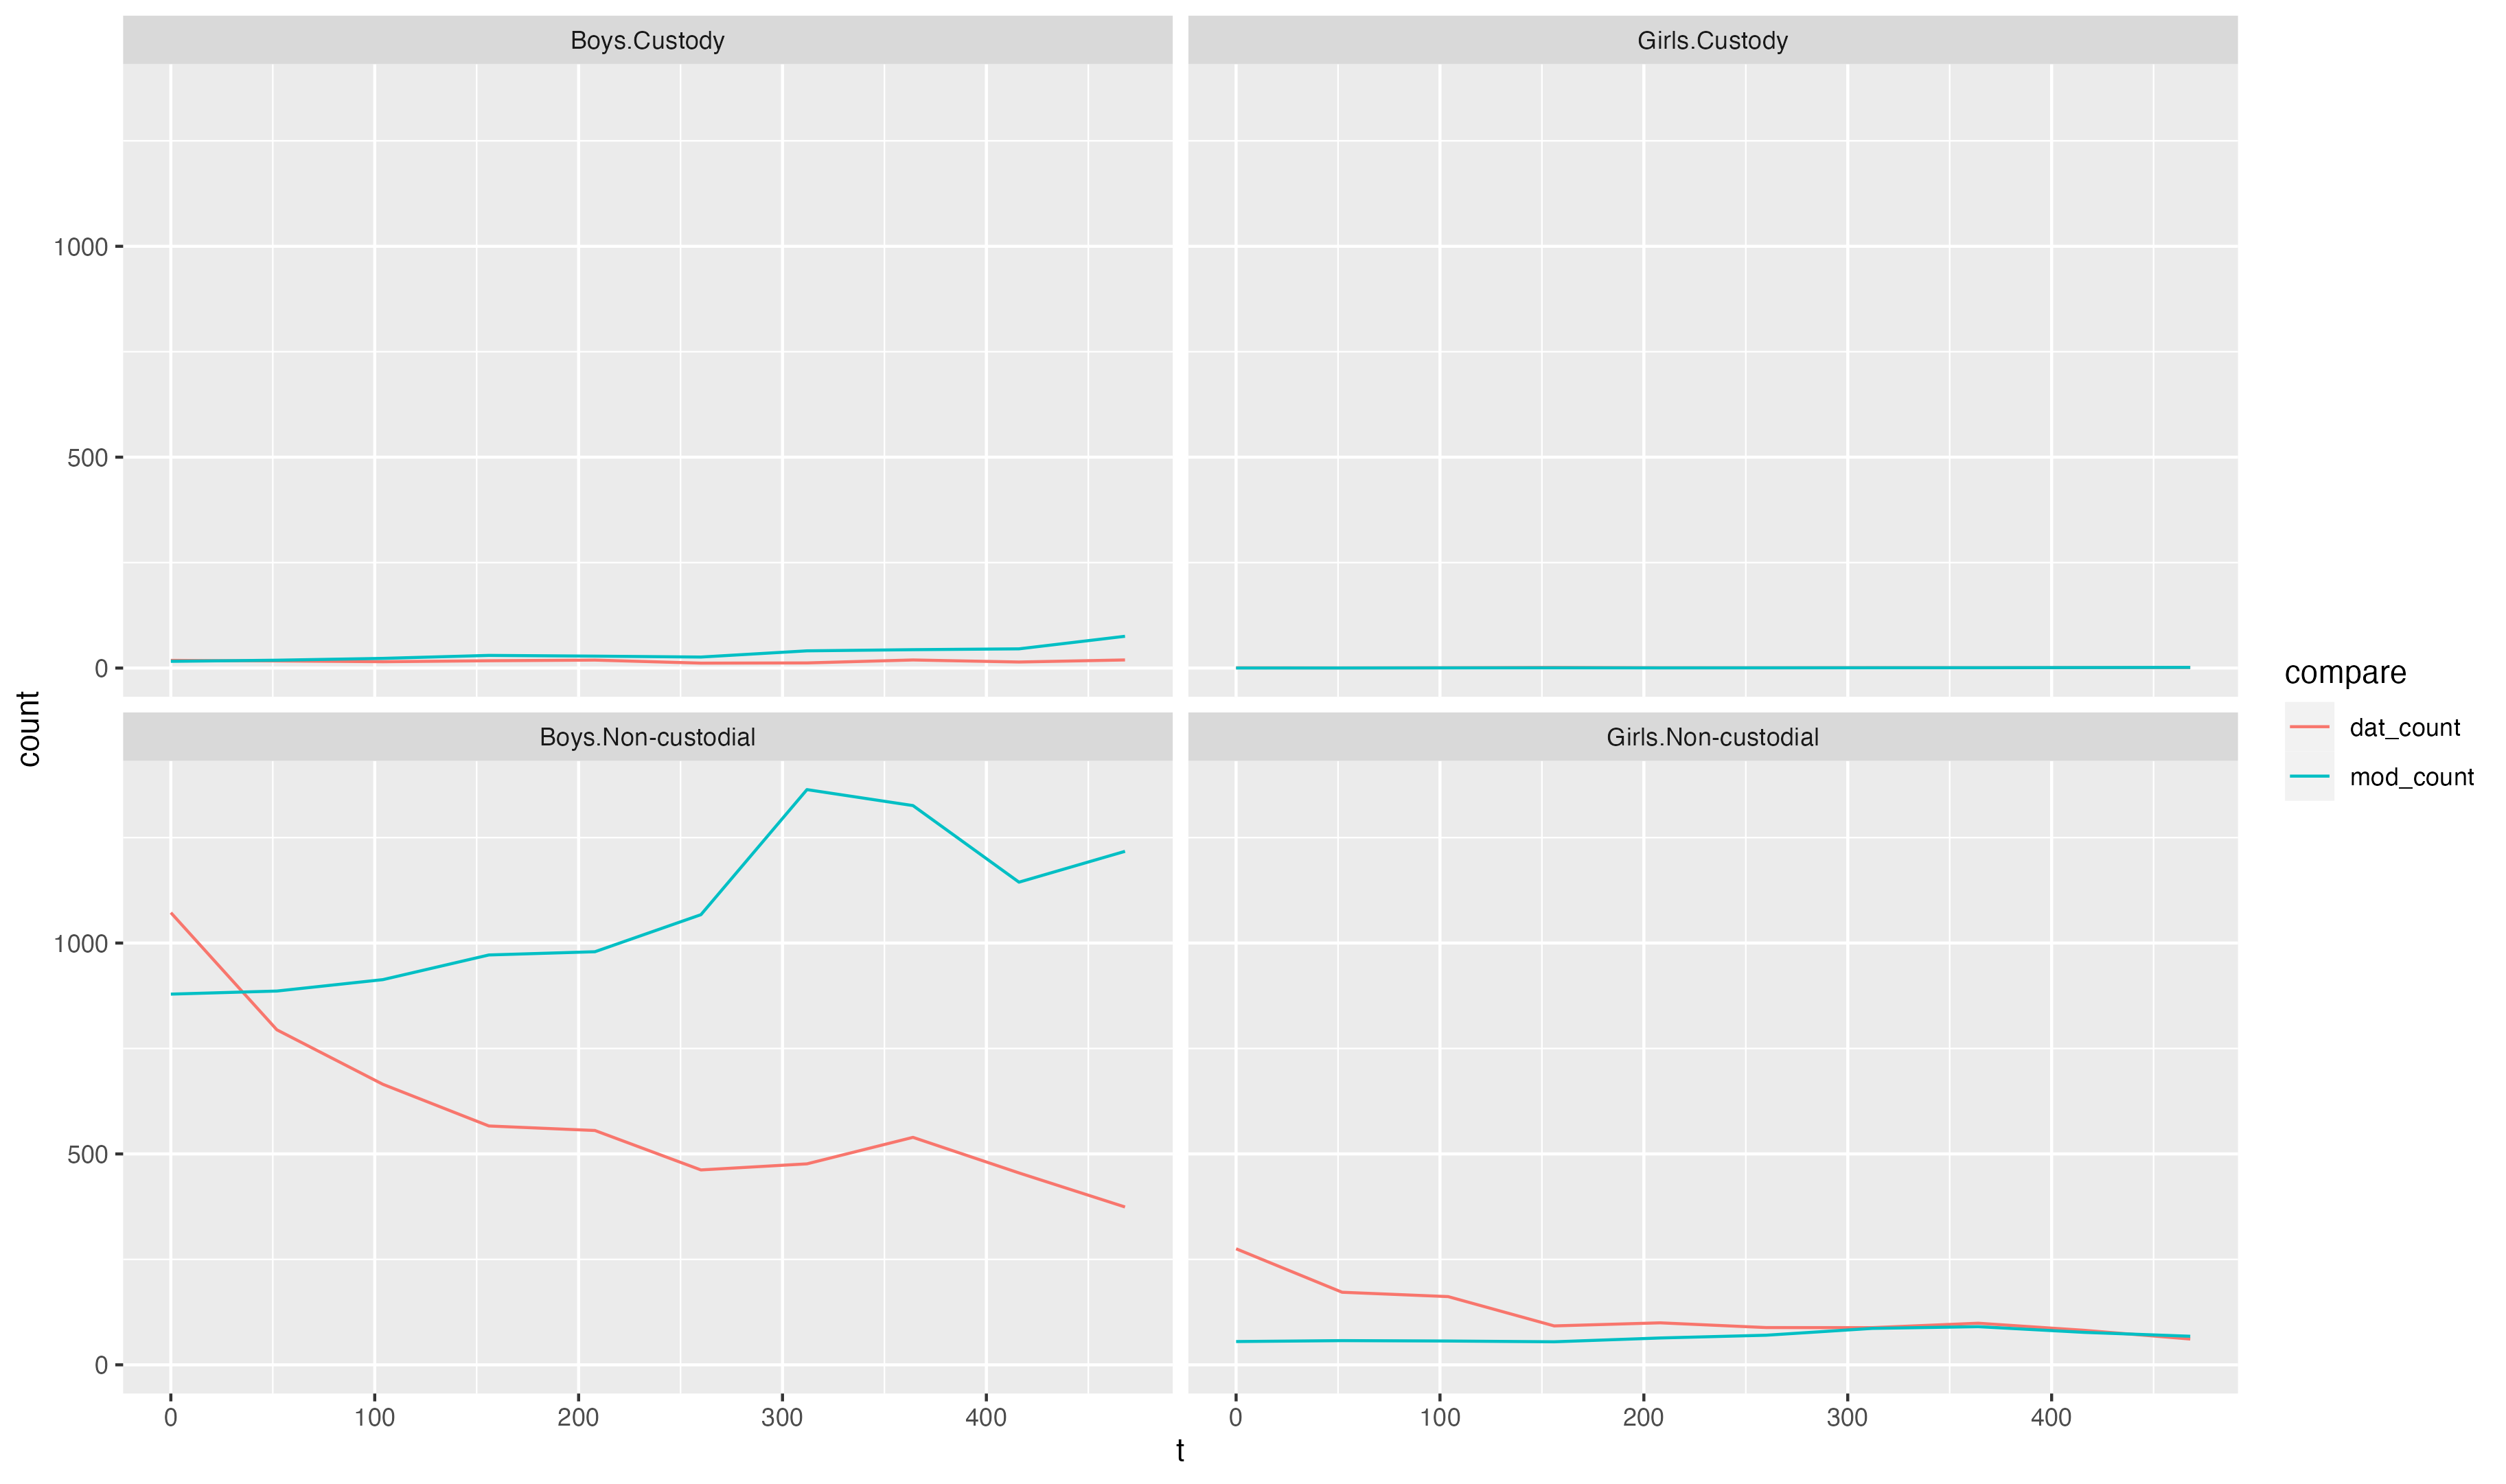 Boys.Custody
Girls.Custody
1000
500
0
Boys.Non-custodial
Girls.Non-custodial
1000
500
0
0 100 200 300 400
0 100 200 300 400
t
count
compare
dat_count
mod_count